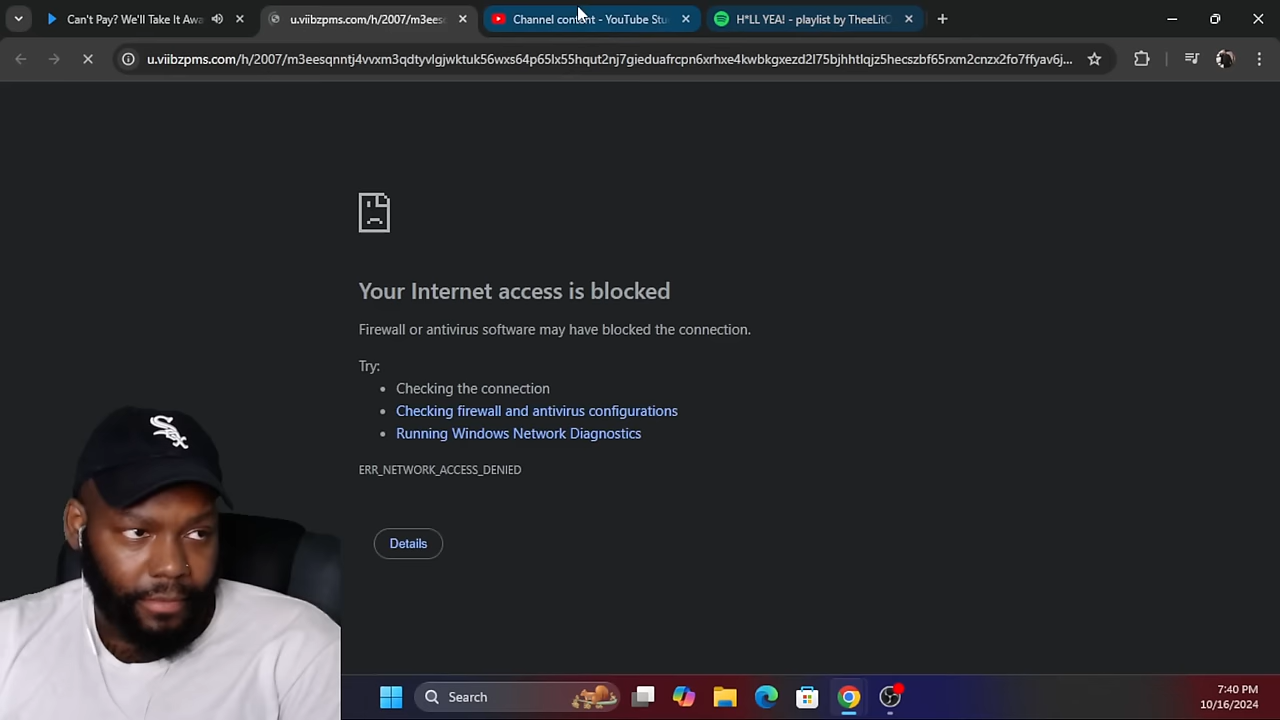 Can't Pay? We'll Take It Awa
u.viibzpms.com/h/2007/m3ees
Channel content - YouTube Stu
H*LL YEA! - playlist by TheeLitC
u.viibzpms.com/h/2007/m3eesqnntj4vvxm3qdtyvlgjwktuk56wxs64p65lx55hqut2nj7gieduafrcpn6xrhxe4kwbkgxezd2l75bjhhtlqjz5hecszbf65rxm2cnzx2fo7ffyav6j...
Your Internet access is blocked
Firewall or antivirus software may have blocked the connection.
Try:
Checking the connection
Checking firewall and antivirus configurations
Running Windows Network Diagnostics
ERR_NETWORK_ACCESS_DENIED
Details
Sox
Search
7:40 PM
10/16/2024